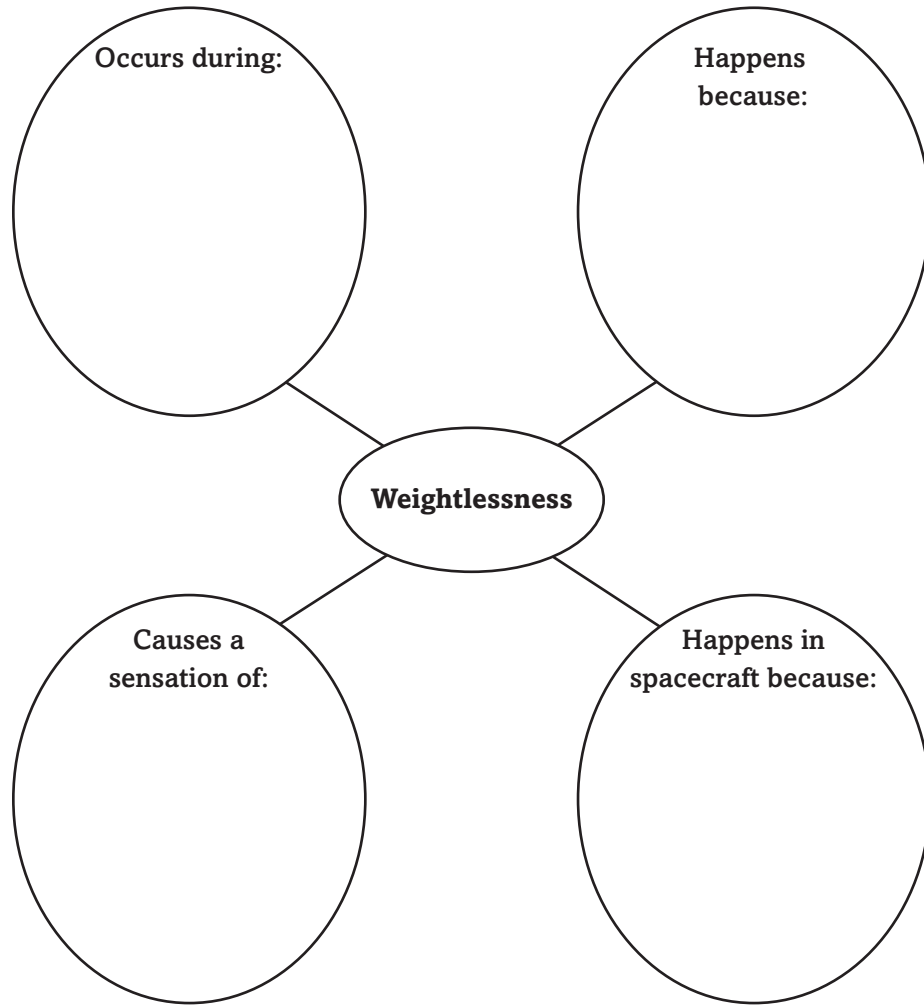 Occurs during:
Happens
because:
Weightlessness
Causes a
sensation of:
Happens in
spacecraft because: